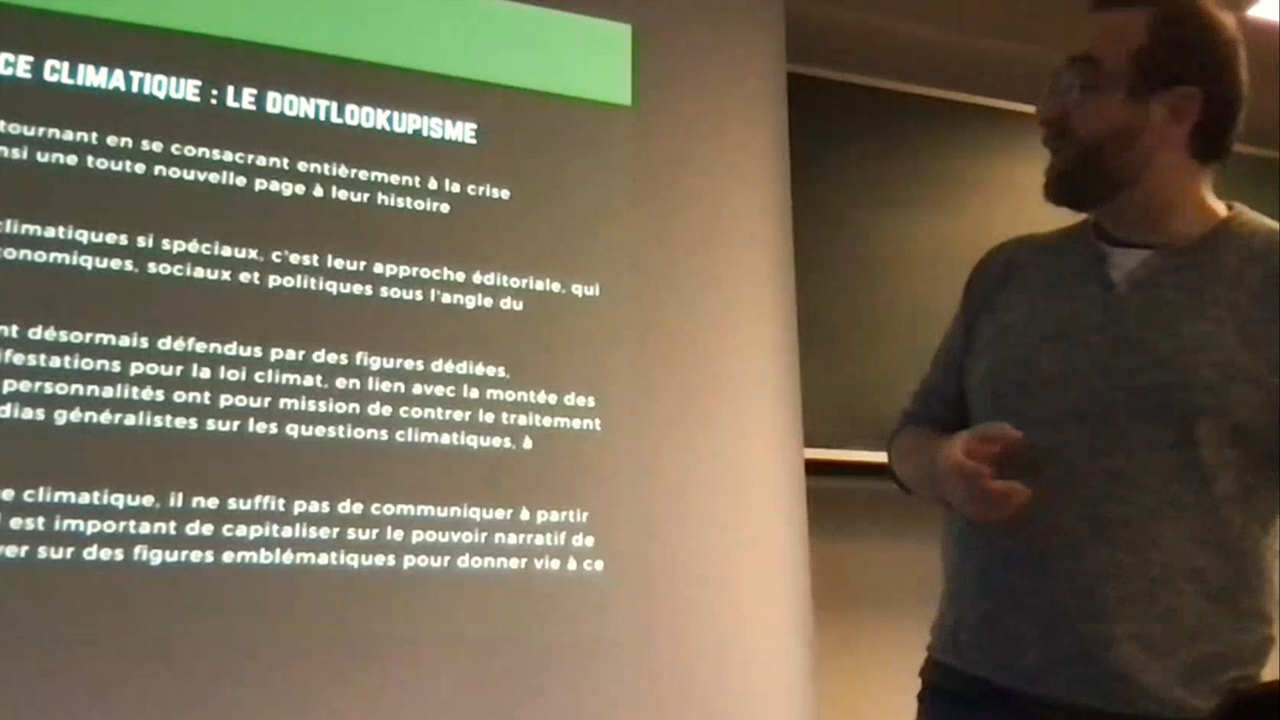 CE CLIMATIQUE : LE DONTLOOKUPISME
tournant en se consacrant entièrement à la crise
nsi une toute nouvelle page à leur histoire
climatiques si spéciaux, c'est leur approche éditoriale, qui
conomiques, sociaux et politiques sous l'angle du
nt désormais défendus par des figures dédiées,
ifestations pour la loi climat, en lien avec la montée des
personnalités ont pour mission de contrer le traitement
dias généralistes sur les questions climatiques, à
e climatique, il ne suffit pas de communiquer à partir
l est important de capitaliser sur le pouvoir narratif de
yer sur des figures emblématiques pour donner vie à ce